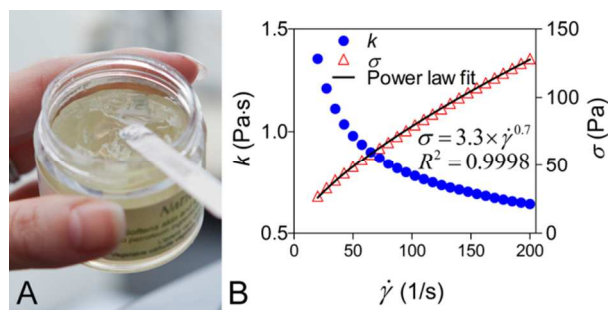 A
Natur
B
k
σ
Power law fit
σ = 3.3 × γ̇^0.7
R² = 0.9998
1.5
1.0
0.5
k (Pa·s)
150
100
50
0
σ (Pa)
0 50 100 150 200
γ̇ (1/s)